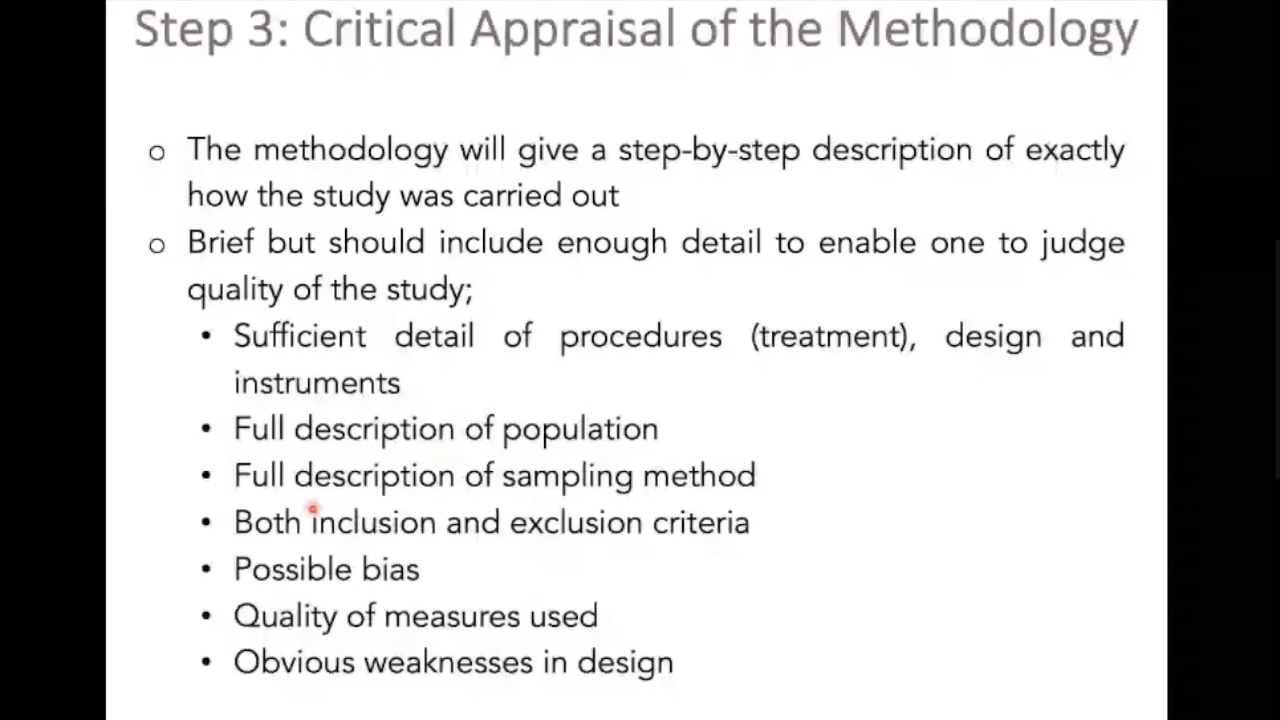 Step 3: Critical Appraisal of the Methodology
o The methodology will give a step-by-step description of exactly
how the study was carried out
o Brief but should include enough detail to enable one to judge
quality of the study;
• Sufficient detail of procedures (treatment), design and
instruments
• Full description of population
• Full description of sampling method
• Both inclusion and exclusion criteria
• Possible bias
• Quality of measures used
• Obvious weaknesses in design